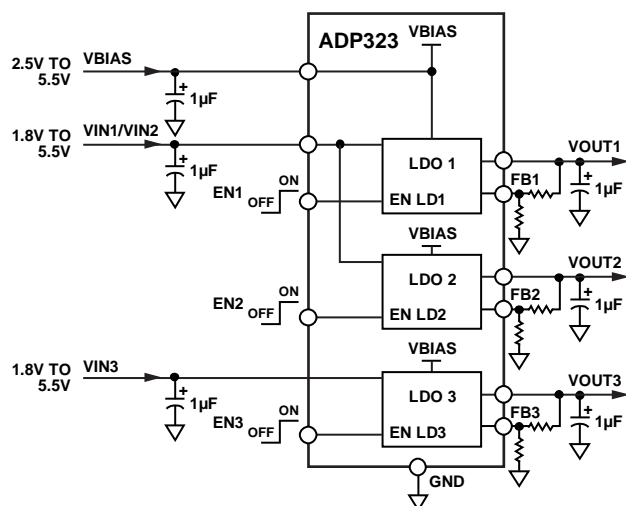 ADP323
VBIAS
2.5V TO
5.5V
VBIAS
+
1µF
1.8V TO
5.5V
VIN1/VIN2
+
1µF
LDO 1
VOUT1
FB1
+
1µF
EN1
OFF
ON
EN LD1
VBIAS
LDO 2
VOUT2
FB2
+
1µF
EN2
OFF
ON
EN LD2
VBIAS
1.8V TO
5.5V
VIN3
+
1µF
LDO 3
VOUT3
FB3
+
1µF
EN3
OFF
ON
EN LD3
GND